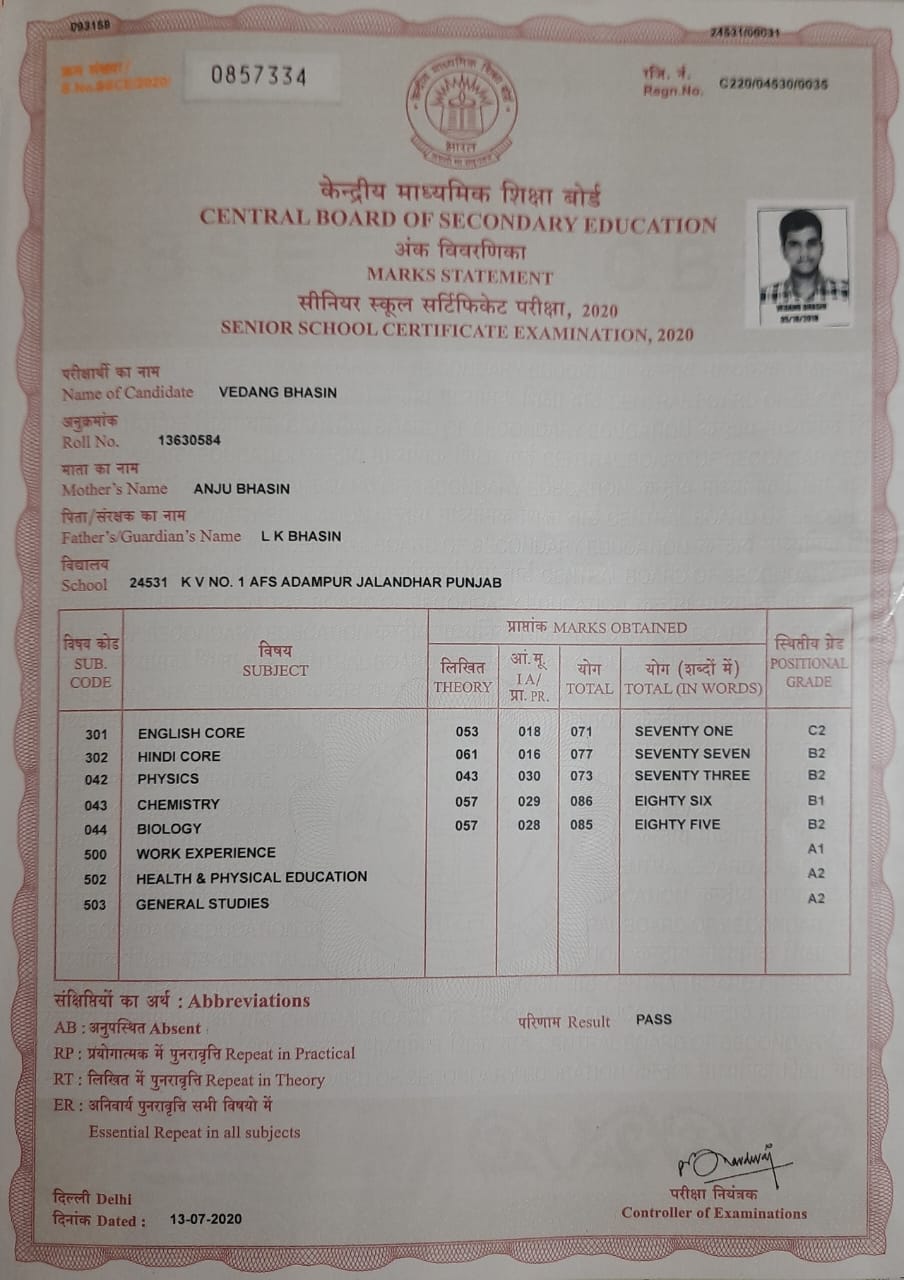 093159
24531/00031
क्रम संख्या /
S.No.SSCE/2020/
0857334
रजि. नं.
Regn.No. C220/04530/0035
केन्द्रीय माध्यमिक शिक्षा बोर्ड
भारत
केन्द्रीय माध्यमिक शिक्षा बोर्ड
CENTRAL BOARD OF SECONDARY EDUCATION
अंक विवरणिका
MARKS STATEMENT
सीनियर स्कूल सर्टिफिकेट परीक्षा, 2020
SENIOR SCHOOL CERTIFICATE EXAMINATION, 2020
VEDANG BHASIN
परीक्षार्थी का नाम
Name of Candidate VEDANG BHASIN
अनुक्रमांक
Roll No. 13630584
माता का नाम
Mother's Name ANJU BHASIN
पिता/संरक्षक का नाम
Father's/Guardian's Name L K BHASIN
विद्यालय
School 24531 K V NO. 1 AFS ADAMPUR JALANDHAR PUNJAB
विषय कोड
SUB.
CODE
विषय
SUBJECT
प्राप्तांक MARKS OBTAINED
लिखित
THEORY
आं.मू.
I A/
प्रा. PR.
योग
TOTAL
योग (शब्दों में)
TOTAL (IN WORDS)
स्थितीय ग्रेड
POSITIONAL
GRADE
301 ENGLISH CORE 053 018 071 SEVENTY ONE C2
302 HINDI CORE 061 016 077 SEVENTY SEVEN B2
042 PHYSICS 043 030 073 SEVENTY THREE B2
043 CHEMISTRY 057 029 086 EIGHTY SIX B1
044 BIOLOGY 057 028 085 EIGHTY FIVE B2
500 WORK EXPERIENCE A1
502 HEALTH & PHYSICAL EDUCATION A2
503 GENERAL STUDIES A2
संक्षिप्तियों का अर्थ : Abbreviations
AB : अनुपस्थित Absent
परिणाम Result PASS
RP : प्रयोगात्मक में पुनरावृत्ति Repeat in Practical
RT : लिखित में पुनरावृत्ति Repeat in Theory
ER : अनिवार्य पुनरावृत्ति सभी विषयो में
Essential Repeat in all subjects
दिल्ली Delhi
दिनांक Dated : 13-07-2020
परीक्षा नियंत्रक
Controller of Examinations